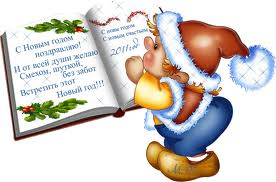 С Новым годом
поздравляю!
И от всей души желаю
Смехом, шуткой,
без забот
Встретить этот
Новый год!!!
С новым годом
С новым счастьем!
2011год